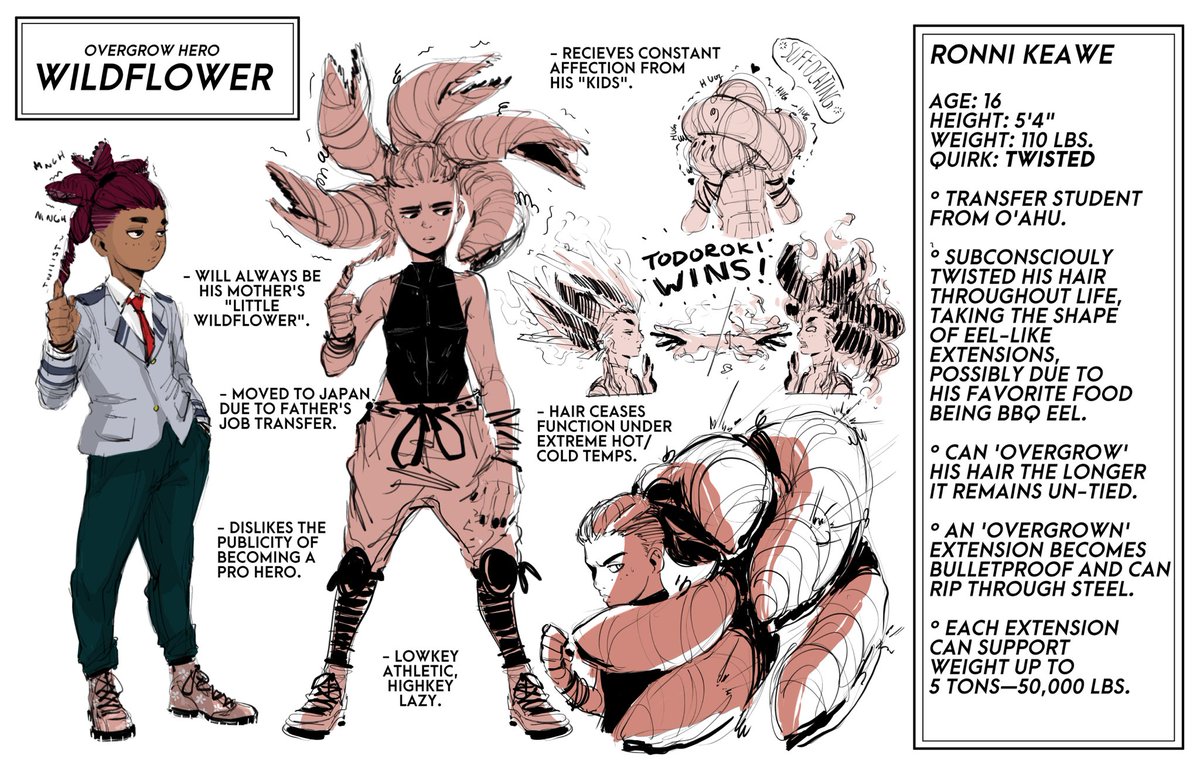 OVERGROW HERO
WILDFLOWER
- RECIEVES CONSTANT
AFFECTION FROM
HIS "KIDS".
SUFFOCATING
HUG
HUG
HUG
HUG
MNGH
MNGH
TWIIIST
- WILL ALWAYS BE
HIS MOTHER'S
"LITTLE
WILDFLOWER".
TODOROKI
WINS!
- MOVED TO JAPAN
DUE TO FATHER'S
JOB TRANSFER.
- HAIR CEASES
FUNCTION UNDER
EXTREME HOT/
COLD TEMPS.
- DISLIKES THE
PUBLICITY OF
BECOMING A
PRO HERO.
- LOWKEY
ATHLETIC,
HIGHKEY
LAZY.
RONNI KEAWE
AGE: 16
HEIGHT: 5'4"
WEIGHT: 110 LBS.
QUIRK: TWISTED
° TRANSFER STUDENT
FROM O'AHU.
° SUBCONSCIOULY
TWISTED HIS HAIR
THROUGHOUT LIFE,
TAKING THE SHAPE
OF EEL-LIKE
EXTENSIONS,
POSSIBLY DUE TO
HIS FAVORITE FOOD
BEING BBQ EEL.
° CAN 'OVERGROW'
HIS HAIR THE LONGER
IT REMAINS UN-TIED.
° AN 'OVERGROWN'
EXTENSION BECOMES
BULLETPROOF AND CAN
RIP THROUGH STEEL.
° EACH EXTENSION
CAN SUPPORT
WEIGHT UP TO
5 TONS—50,000 LBS.